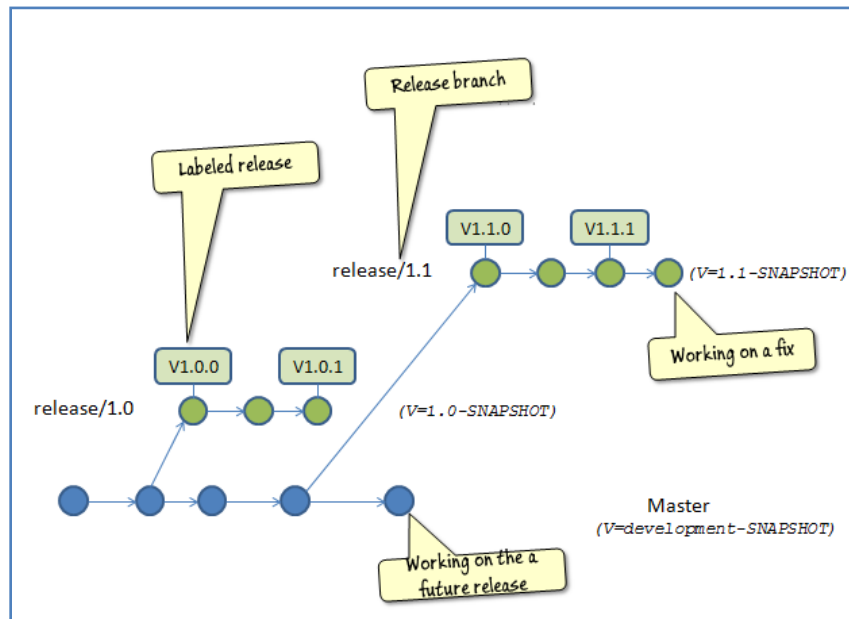 Release branch
Labeled release
V1.1.0
V1.1.1
release/1.1
(V=1.1-SNAPSHOT)
Working on a fix
V1.0.0
V1.0.1
release/1.0
(V=1.0-SNAPSHOT)
Master
(V=development-SNAPSHOT)
Working on the a
future release